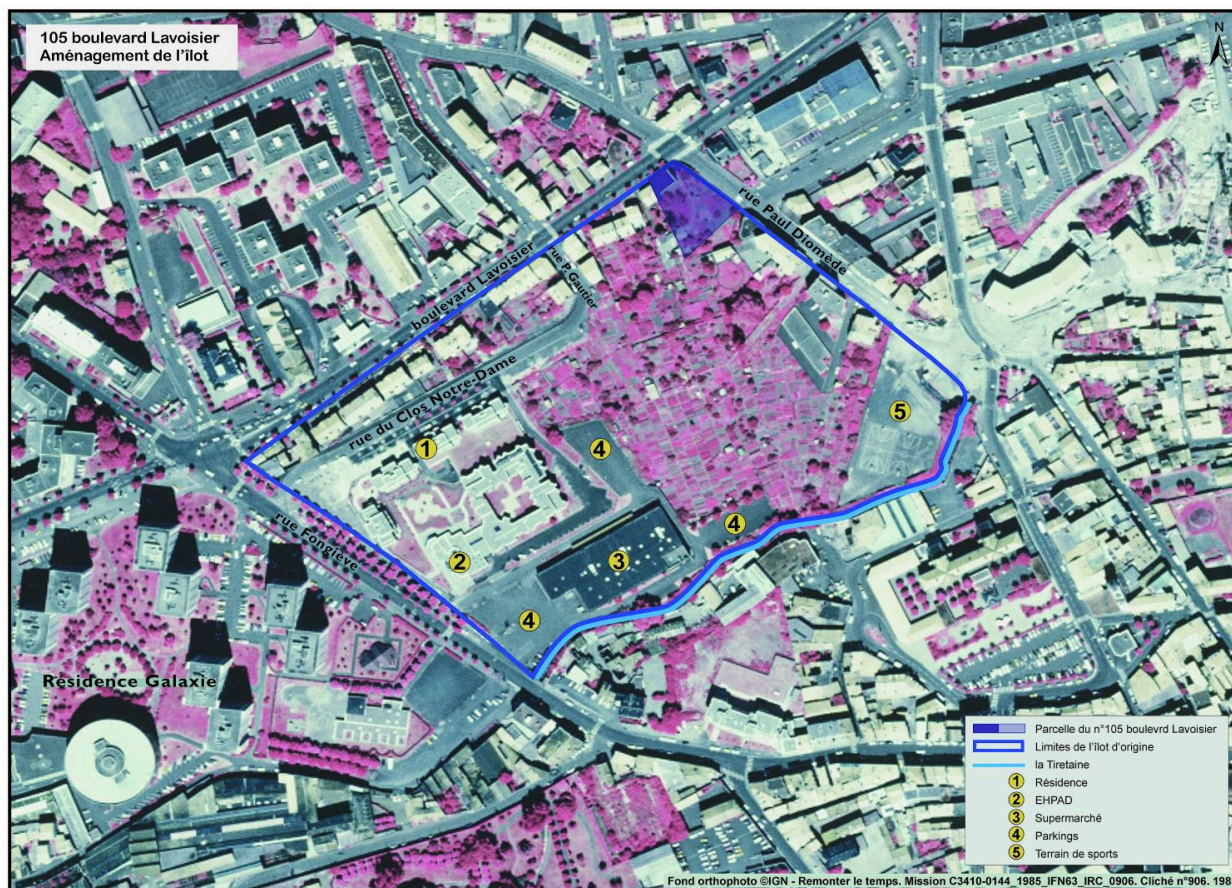 105 boulevard Lavoisier
Aménagement de l'îlot
N
rue Paul Diomède
boulevard Lavoisier
rue P Gautier
rue du Clos Notre-Dame
1
4
5
4
rue Fongiève
2
3
4
Résidence Galaxie
Parcelle du n°105 boulevrd Lavoisier
Limites de l'îlot d'origine
la Tiretaine
1 Résidence
2 EHPAD
3 Supermarché
4 Parkings
5 Terrain de sports
Fond orthophoto ©IGN - Remonter le temps. Mission C3410-0144_1985_IFN63_IRC_0906. Cliché n°906. 198